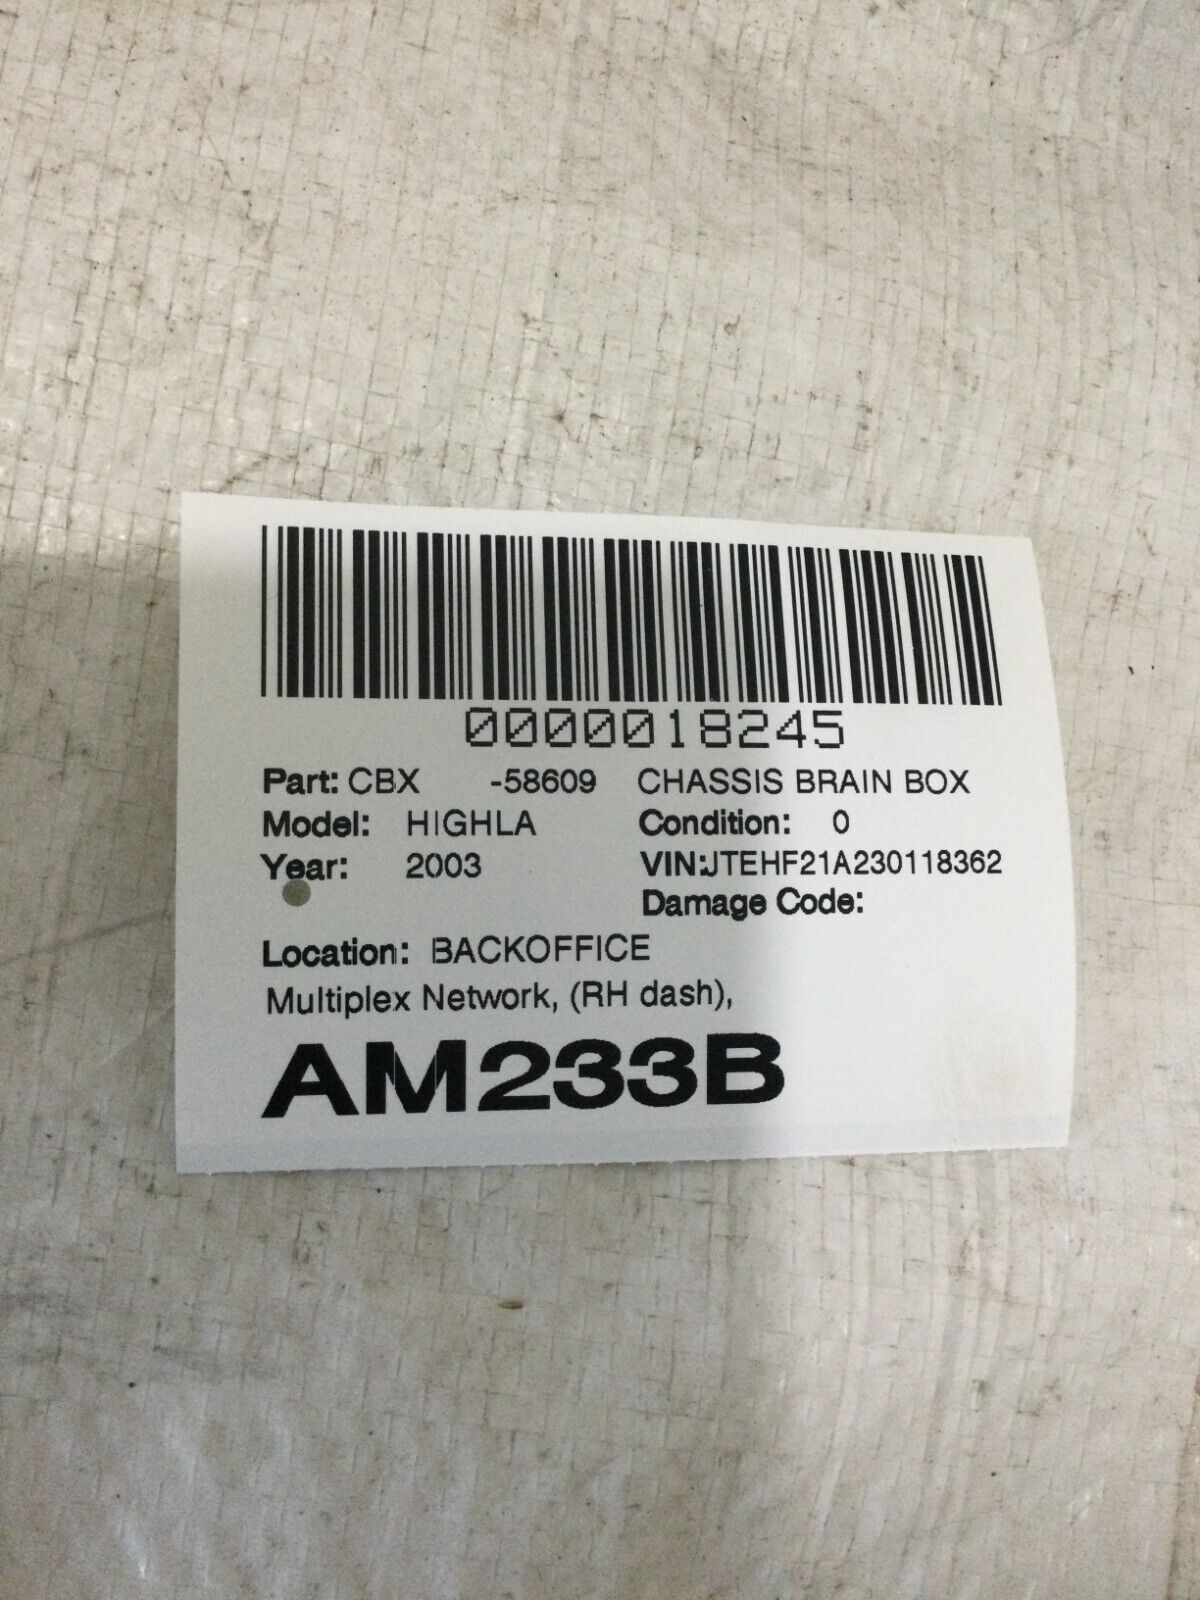 0000018245
Part: CBX -58609 CHASSIS BRAIN BOX
Model: HIGHLA Condition: 0
Year: 2003 VIN:JTEHF21A230118362
Damage Code:
Location: BACKOFFICE
Multiplex Network, (RH dash),
AM233B